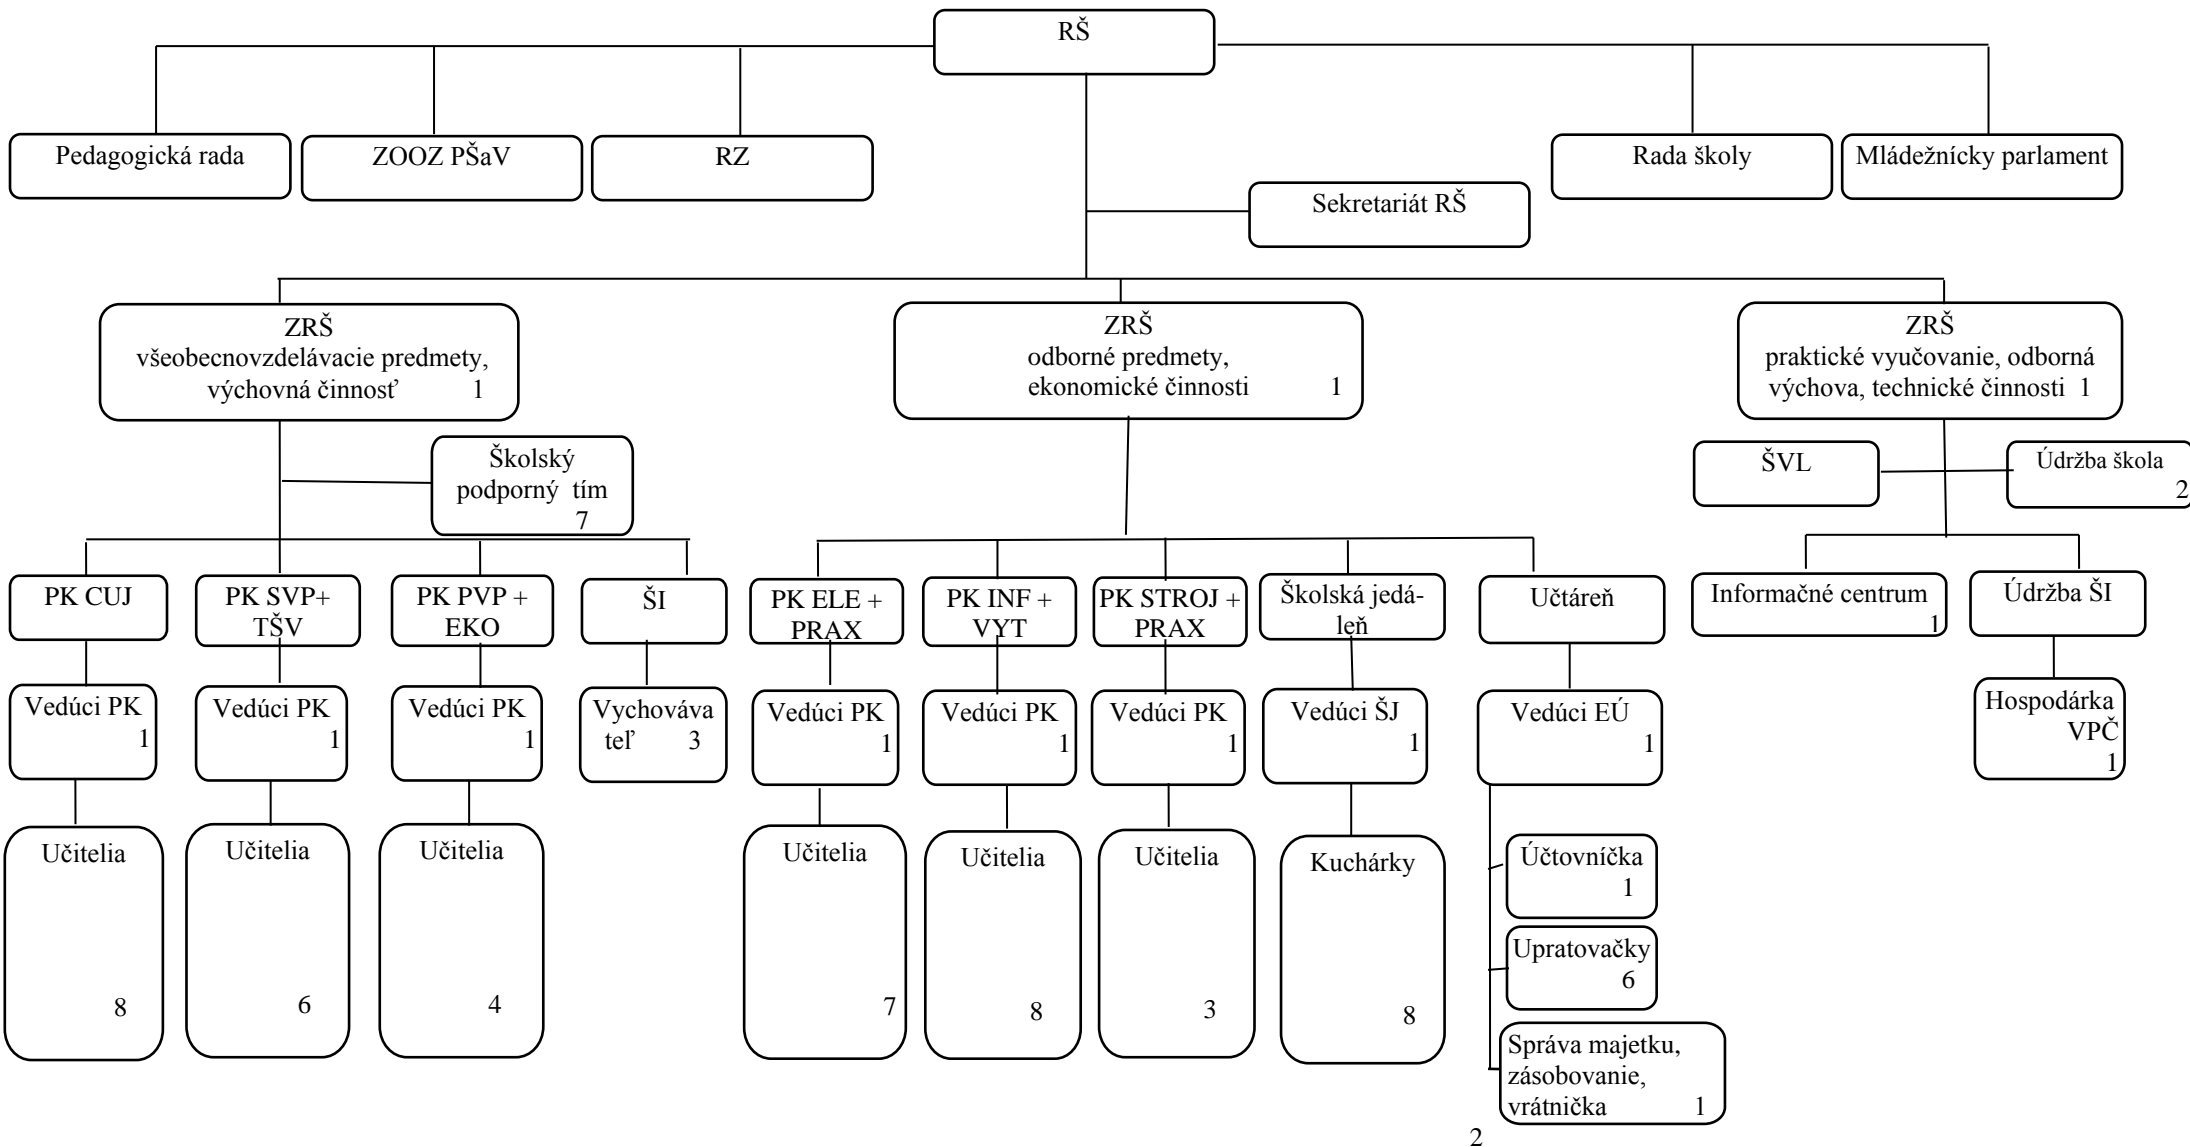 RŠ
Pedagogická rada
ZOOZ PŠaV
RZ
Rada školy
Mládežnícky parlament
Sekretariát RŠ
ZRŠ
všeobecnovzdelávacie predmety,
výchovná činnosť 1
ZRŠ
odborné predmety,
ekonomické činnosti 1
ZRŠ
praktické vyučovanie, odborná
výchova, technické činnosti 1
Školský
podporný tím
7
ŠVL
Údržba škola
2
PK CUJ
PK SVP+
TŠV
PK PVP +
EKO
ŠI
PK ELE +
PRAX
PK INF +
VYT
PK STROJ +
PRAX
Školská jedá-
leň
Učtáreň
Informačné centrum
1
Údržba ŠI
Vedúci PK
1
Vedúci PK
1
Vedúci PK
1
Vychováva
teľ 3
Vedúci PK
1
Vedúci PK
1
Vedúci PK
1
Vedúci ŠJ
1
Vedúci EÚ
1
Hospodárka
VPČ
1
Učitelia
8
Učitelia
6
Učitelia
4
Učitelia
7
Učitelia
8
Učitelia
3
Kuchárky
8
Účtovníčka
1
Upratovačky
6
Správa majetku,
zásobovanie,
vrátnička 1
2